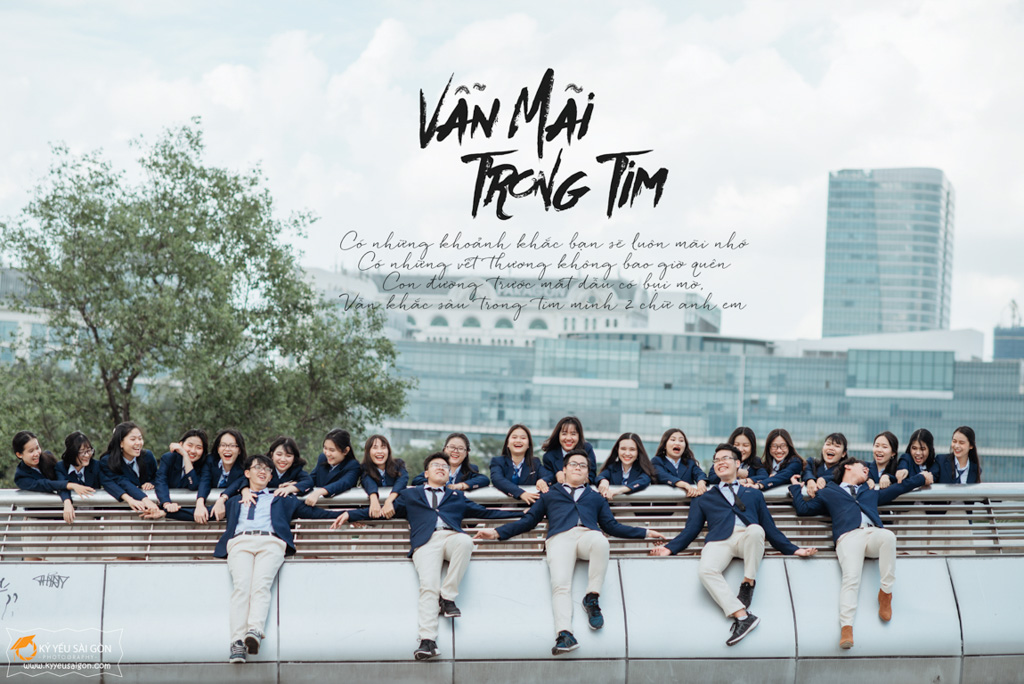 VẪN MÃI
TRONG TIM
Có những khoảnh khắc bạn sẽ luôn mãi nhớ
Có những vết thương không bao giờ quên
Con đường trước mắt dẫu có bụi mờ,
Vẫn khắc sâu trong tim mình 2 chữ anh em
KỶ YẾU SÀI GÒN
PHOTOGRAPHY
www.kyyeusaigon.com